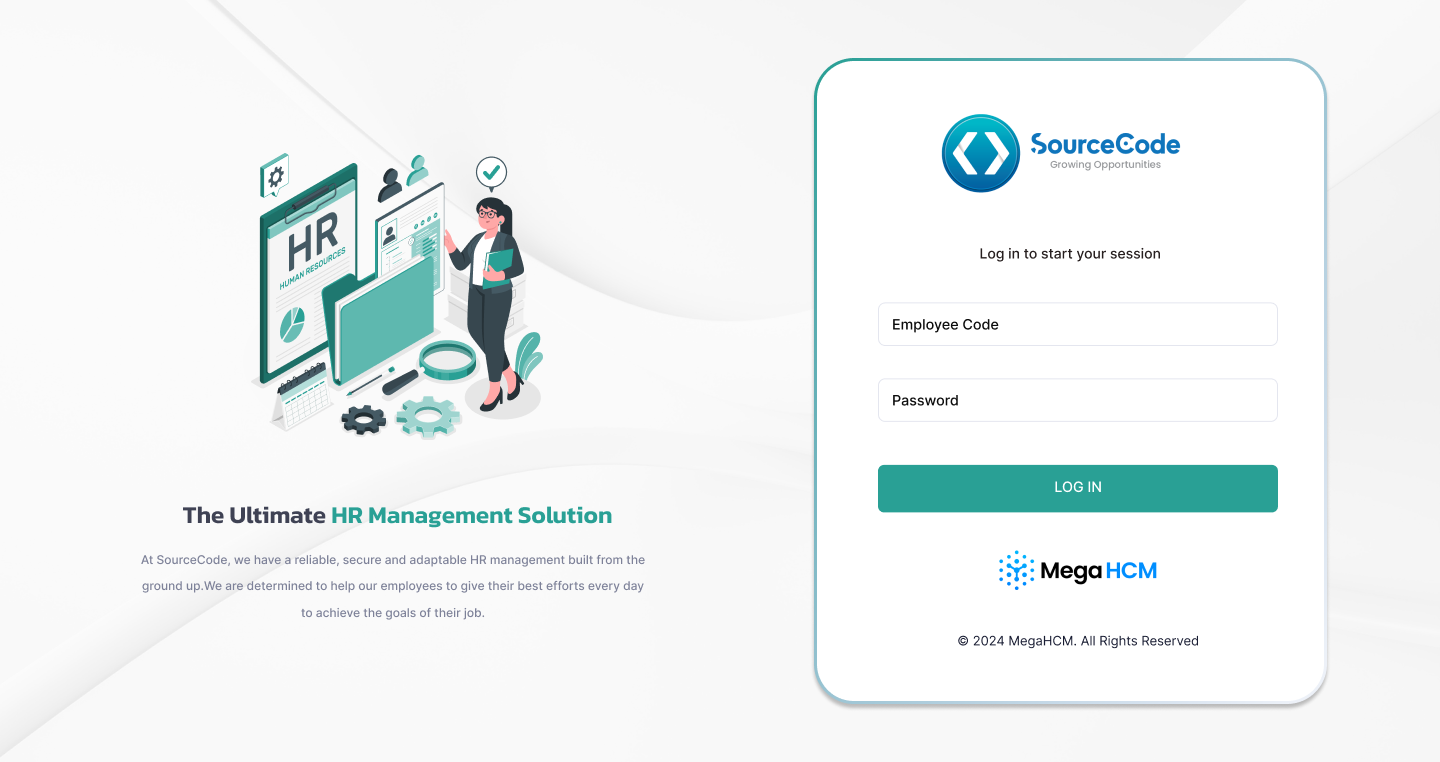 HR
HUMAN RESOURCES
The Ultimate HR Management Solution
At SourceCode, we have a reliable, secure and adaptable HR management built from the
ground up.We are determined to help our employees to give their best efforts every day
to achieve the goals of their job.
SourceCode
Growing Opportunities
Log in to start your session
Employee Code
Password
LOG IN
Mega HCM
© 2024 MegaHCM. All Rights Reserved